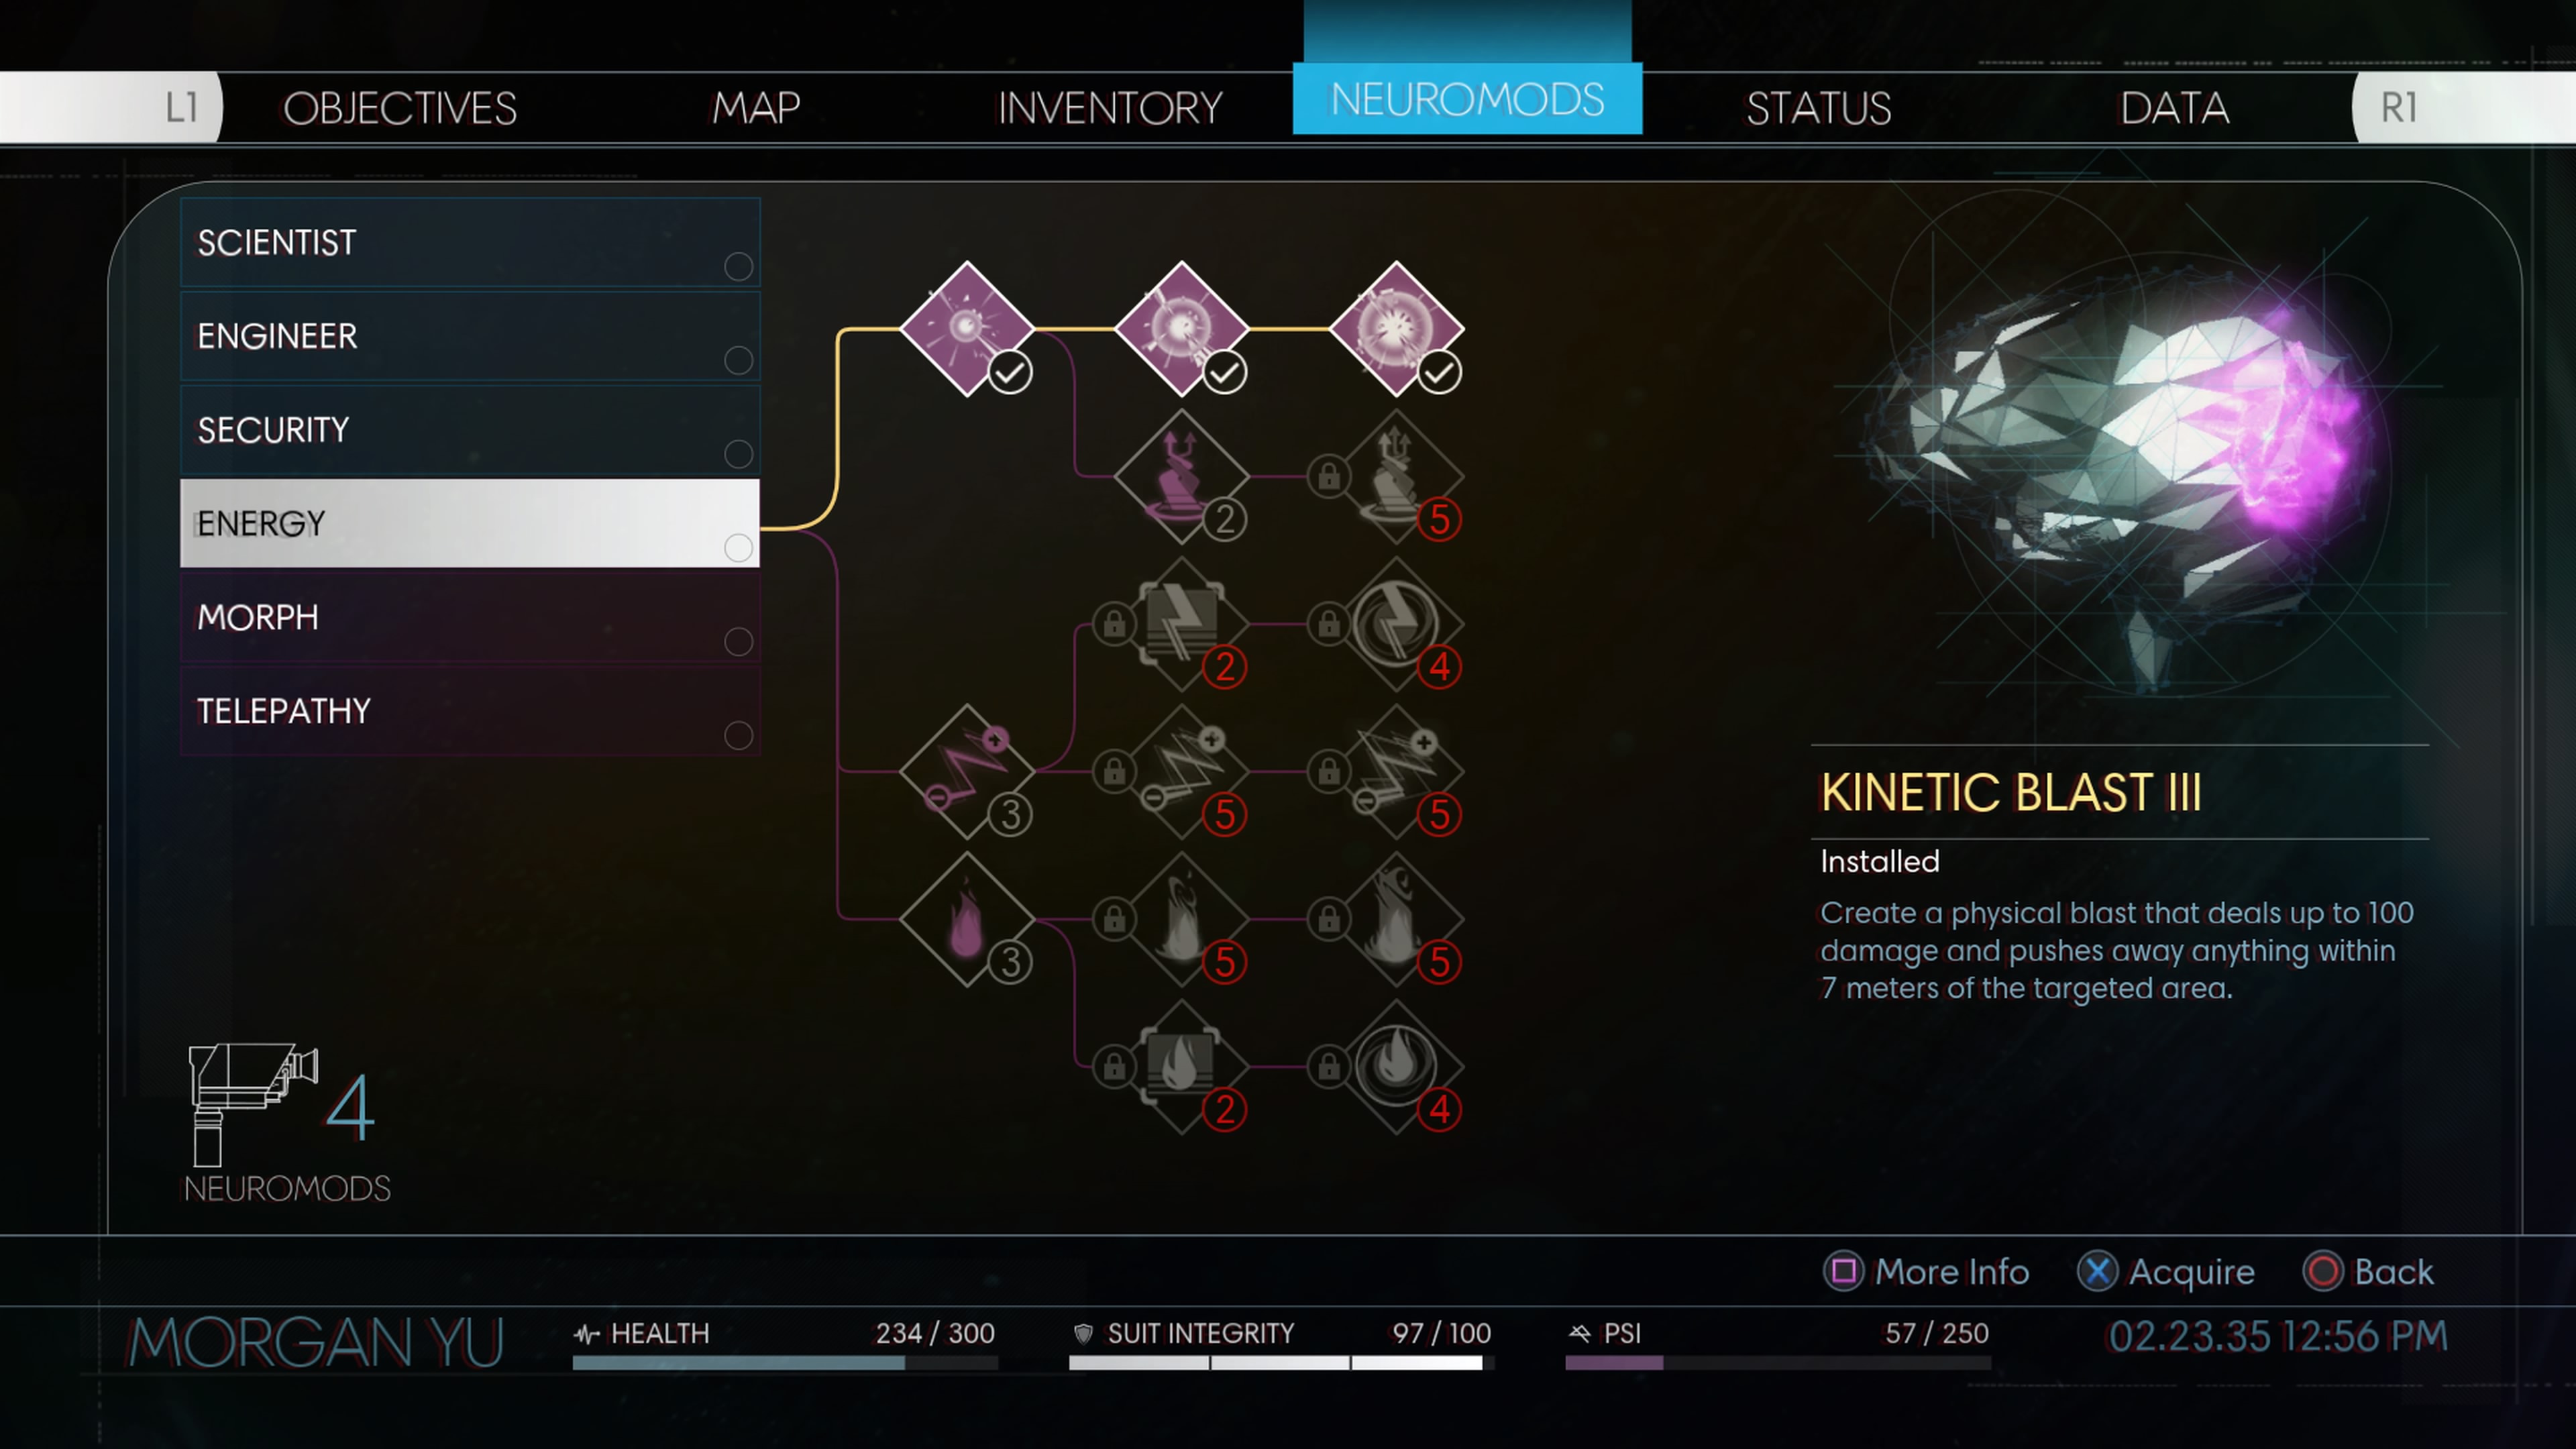 L1 OBJECTIVES MAP INVENTORY NEUROMODS STATUS DATA R1
SCIENTIST
ENGINEER
SECURITY
ENERGY
MORPH
TELEPATHY
2 5
2 4
3 5 5
3 5 5
2 4
KINETIC BLAST III
Installed
Create a physical blast that deals up to 100
damage and pushes away anything within
7 meters of the targeted area.
4
NEUROMODS
More Info Acquire Back
MORGAN YU HEALTH 234 / 300 SUIT INTEGRITY 97 / 100 PSI 57 / 250 02.23.35 12:56 PM